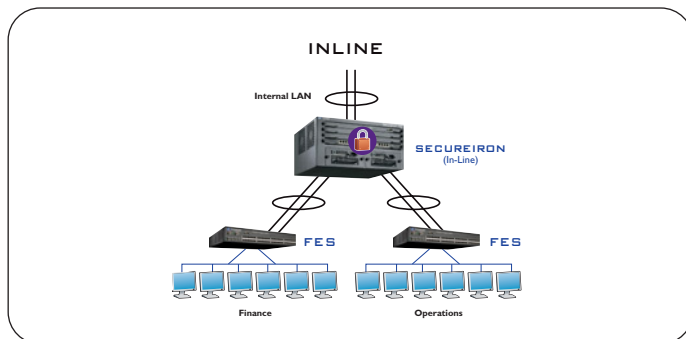 INLINE
Internal LAN
SECUREIRON
(In-Line)
FES
FES
Finance
Operations